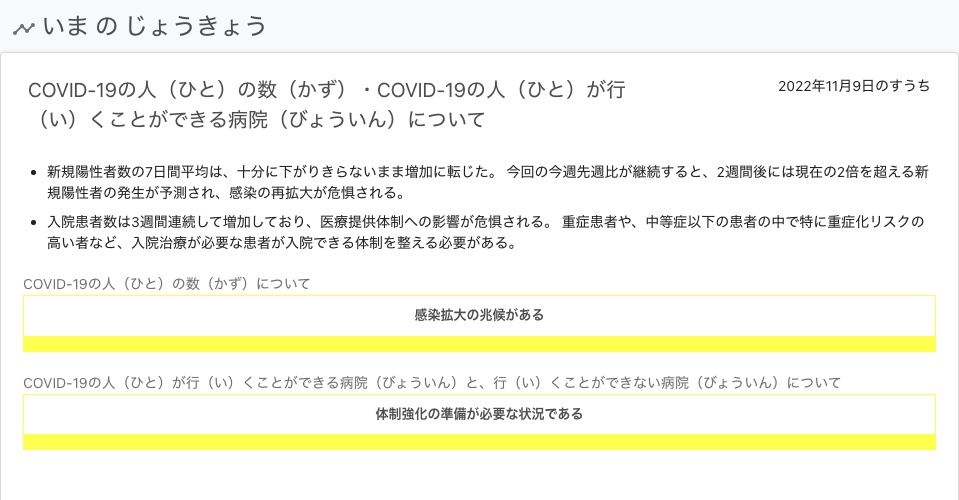 いま の じょうきょう
COVID-19の人（ひと）の数（かず）・COVID-19の人（ひと）が行
（い）くことができる病院（びょういん）について
2022年11月9日のすうち
新規陽性者数の7日間平均は、十分に下がりきらないまま増加に転じた。 今回の今週先週比が継続すると、2週間後には現在の2倍を超える新
規陽性者の発生が予測され、感染の再拡大が危惧される。
入院患者数は3週間連続して増加しており、医療提供体制への影響が危惧される。 重症患者や、中等症以下の患者の中で特に重症化リスクの
高い者など、入院治療が必要な患者が入院できる体制を整える必要がある。
COVID-19の人（ひと）の数（かず）について
感染拡大の兆候がある
COVID-19の人（ひと）が行（い）くことができる病院（びょういん）と、行（い）くことができない病院（びょういん）について
体制強化の準備が必要な状況である